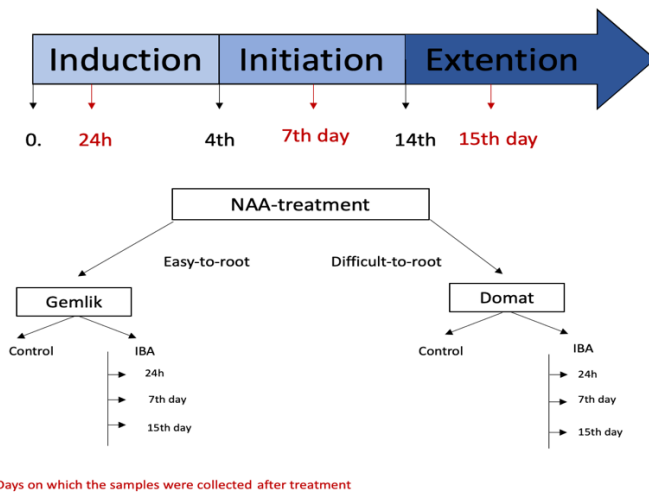 Induction Initiation Extention
0. 24h 4th 7th day 14th 15th day
NAA-treatment
Easy-to-root Difficult-to-root
Gemlik Domat
Control IBA Control IBA
24h 24h
7th day 7th day
15th day 15th day
Days on which the samples were collected after treatment